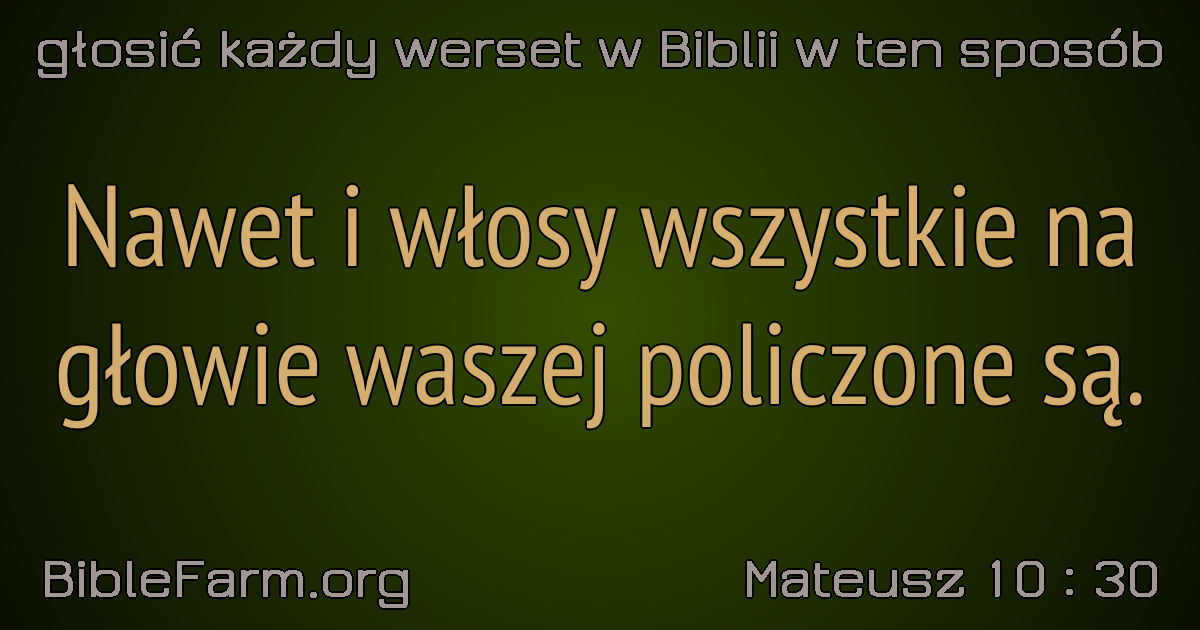 głosić każdy werset w Biblii w ten sposób
Nawet i włosy wszystkie na
głowie waszej policzone są.
BibleFarm.org
Mateusz 10 : 30